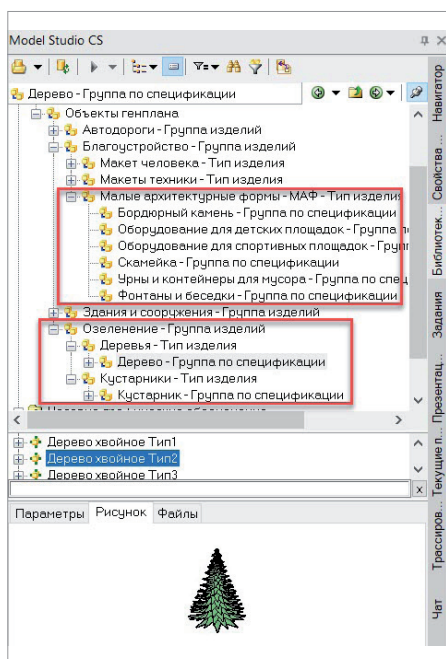 Model Studio CS
Дерево - Группа по спецификации
Объекты генплана
Автодороги - Группа изделий
Благоустройство - Группа изделий
Макет человека - Тип изделия
Макеты техники - Тип изделия
Малые архитектурные формы - МАФ - Тип изделия
Бордюрный камень - Группа по спецификации
Оборудование для детских площадок - Группа п
Оборудование для спортивных площадок - Групп
Скамейка - Группа по спецификации
Урны и контейнеры для мусора - Группа по спец
Фонтаны и беседки - Группа по спецификации
Здания и сооружения - Группа изделий
Озеленение - Группа изделий
Деревья - Тип изделия
Дерево - Группа по спецификации
Кустарники - Тип изделия
Кустарник - Группа по спецификации
Дерево хвойное Тип1
Дерево хвойное Тип2
Дерево хвойное Тип3
Параметры Рисунок Файлы
Навигатор
Свойства...
Библиотек...
Задания
Презентац...
Текущие п...
Трассиров...
Чат